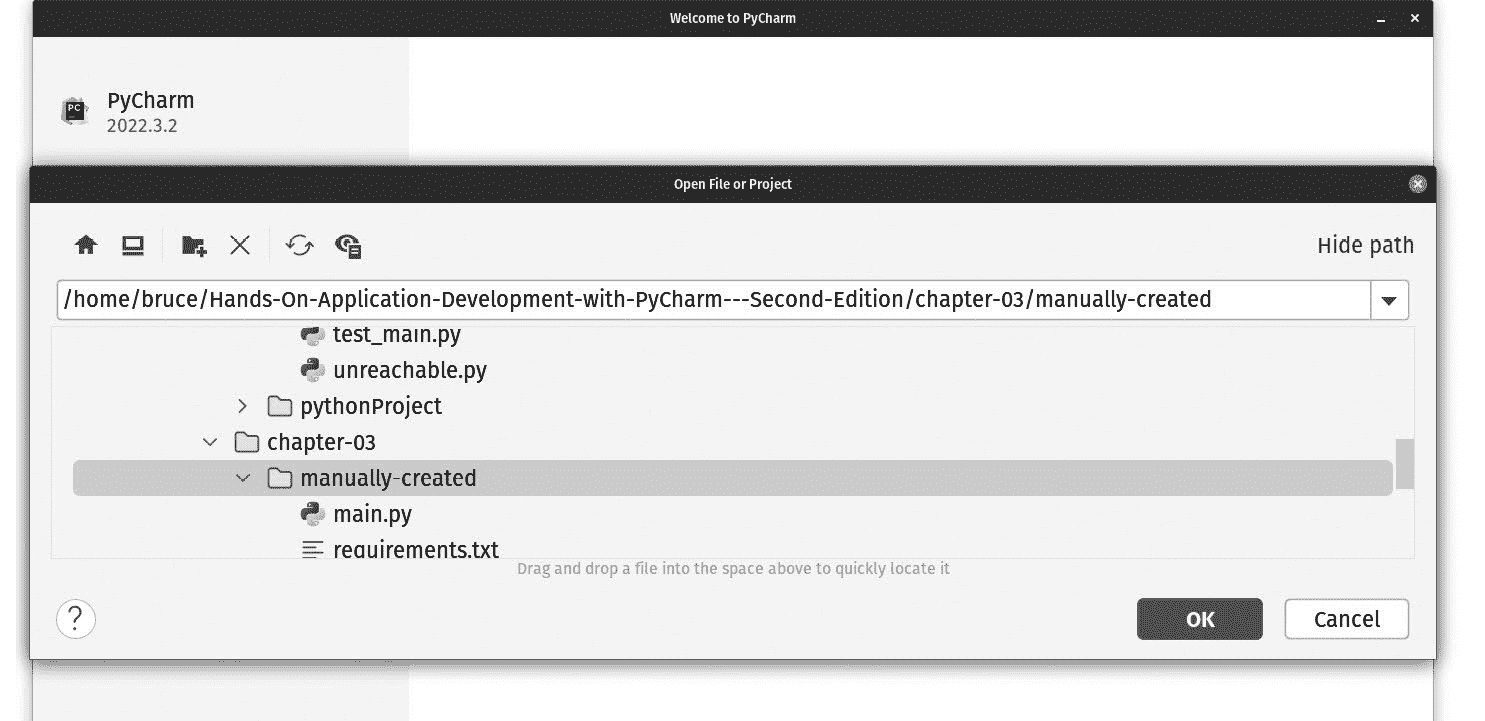 Welcome to PyCharm
PC
PyCharm
2022.3.2
Open File or Project
Hide path
/home/bruce/Hands-On-Application-Development-with-PyCharm---Second-Edition/chapter-03/manually-created
test_main.py
unreachable.py
pythonProject
chapter-03
manually-created
main.py
requirements.txt
Drag and drop a file into the space above to quickly locate it
?
OK
Cancel